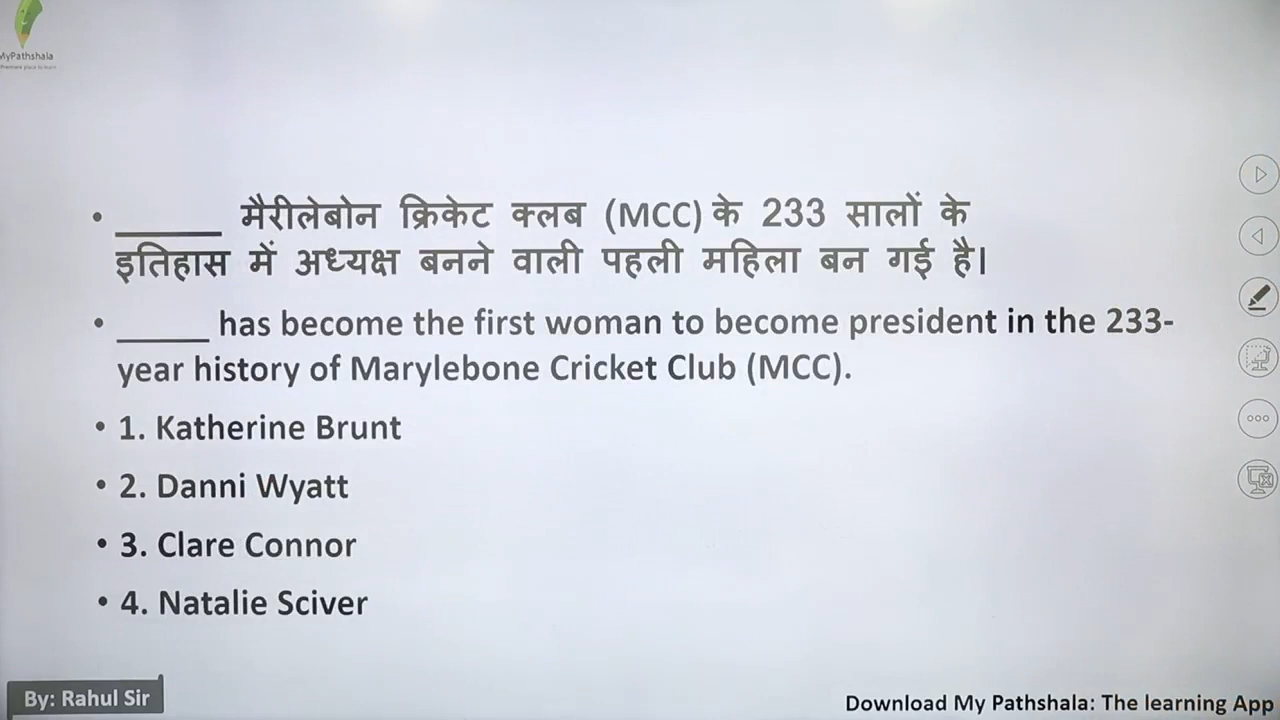 MyPathshala
_____ मैरीलेबोन क्रिकेट क्लब (MCC) के 233 सालों के
इतिहास में अध्यक्ष बनने वाली पहली महिला बन गई है।
_____ has become the first woman to become president in the 233-
year history of Marylebone Cricket Club (MCC).
1. Katherine Brunt
2. Danni Wyatt
3. Clare Connor
4. Natalie Sciver
By: Rahul Sir
Download My Pathshala: The learning App